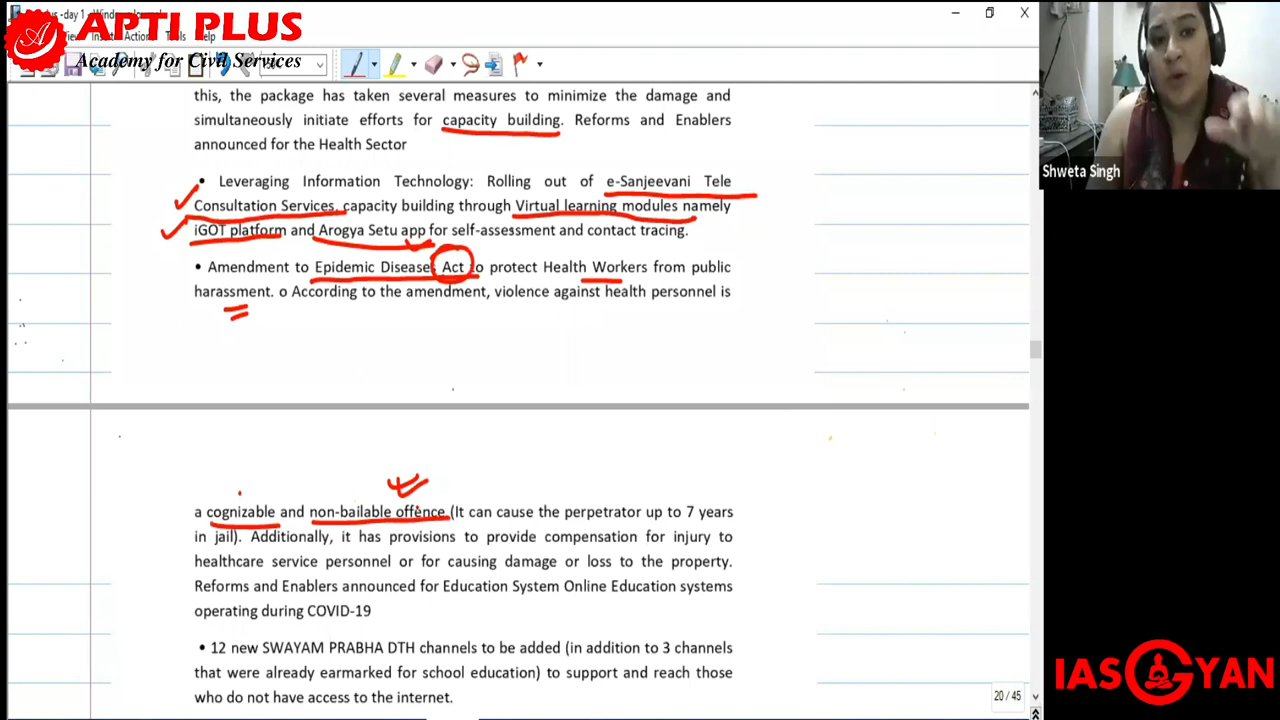 APTI PLUS
Academy for Civil Services
-day 1
Actions
Tools
Help
this, the package has taken several measures to minimize the damage and
simultaneously initiate efforts for capacity building. Reforms and Enablers
announced for the Health Sector
• Leveraging Information Technology: Rolling out of e-Sanjeevani Tele
Consultation Services, capacity building through Virtual learning modules namely
iGOT platform and Arogya Setu app for self-assessment and contact tracing.
• Amendment to Epidemic Diseases Act to protect Health Workers from public
harassment. o According to the amendment, violence against health personnel is
a cognizable and non-bailable offence (It can cause the perpetrator up to 7 years
in jail). Additionally, it has provisions to provide compensation for injury to
healthcare service personnel or for causing damage or loss to the property.
Reforms and Enablers announced for Education System Online Education systems
operating during COVID-19
• 12 new SWAYAM PRABHA DTH channels to be added (in addition to 3 channels
that were already earmarked for school education) to support and reach those
who do not have access to the internet.
20 / 45
Shweta Singh
IAS GYAN